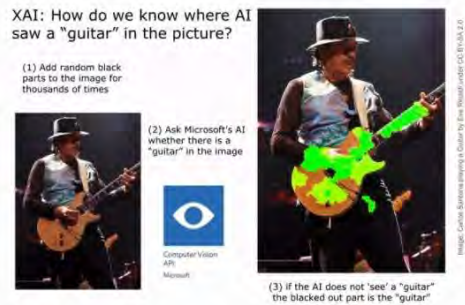 XAI: How do we know where AI
saw a "guitar" in the picture?
(1) Add random black
parts to the image for
thousands of times
(2) Ask Microsoft's AI
whether there is a
"guitar" in the image
Computer Vision
API
Microsoft
(3) if the AI does not 'see' a "guitar"
the blacked out part is the "guitar"
Image: Carlos Santana playing a Guitar by Eva Rinaldi under CC-BY-SA 2.0